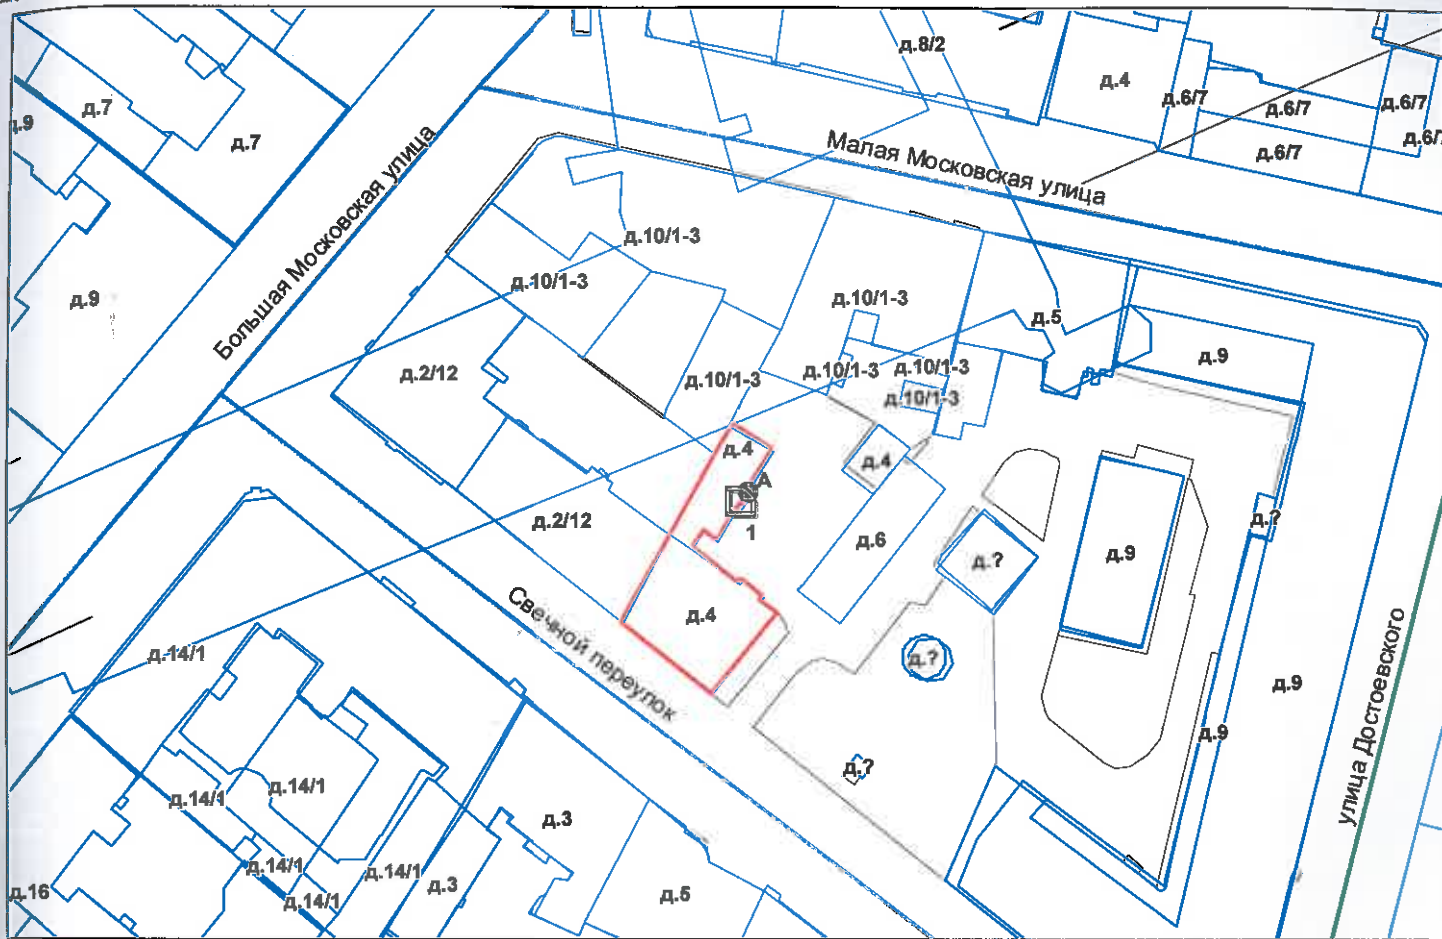 д.8/2
д.4
д.6/7
д.6/7
д.6/7
д.6/7
д.6/7
д.7
д.9
д.7
Малая Московская улица
Большая Московская улица
д.10/1-3
д.10/1-3
д.10/1-3
д.9
д.5
д.9
д.2/12
д.10/1-3
д.10/1-3
д.10/1-3
д.10/1-3
д.4
д.4
А
1
д.2/12
д.6
д.?
д.?
д.9
д.4
Свечной переулок
д.?
д.14/1
д.9
улица Достоевского
д.9
д.?
д.14/1
д.14/1
д.3
д.14/1
д.14/1
д.3
д.14/1
д.5
д.16